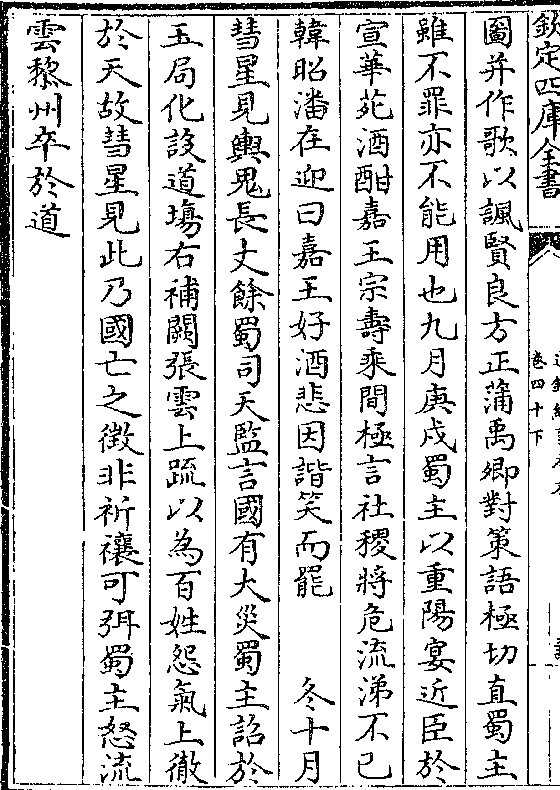 欽定四庫全書
卷四十下
圖并作歌以諷賢良方正蒲禹卿對策語極切直蜀主
雖不罪亦不能用也九月庚戌蜀主以重陽宴近臣於
宣華苑酒酣嘉王宗壽乘間極言社稷將危流涕不已
韓昭潘在迎曰嘉王好酒悲因諧笑而罷　冬十月
彗星見輿鬼長丈餘蜀司天監言國有大災蜀主詔於
玉局化設道場右補闕張雲上疏以為百姓怨氣上徹
於天故彗星見此乃國亡之徵非祈禳可弭蜀主怒流
雲黎州卒於道